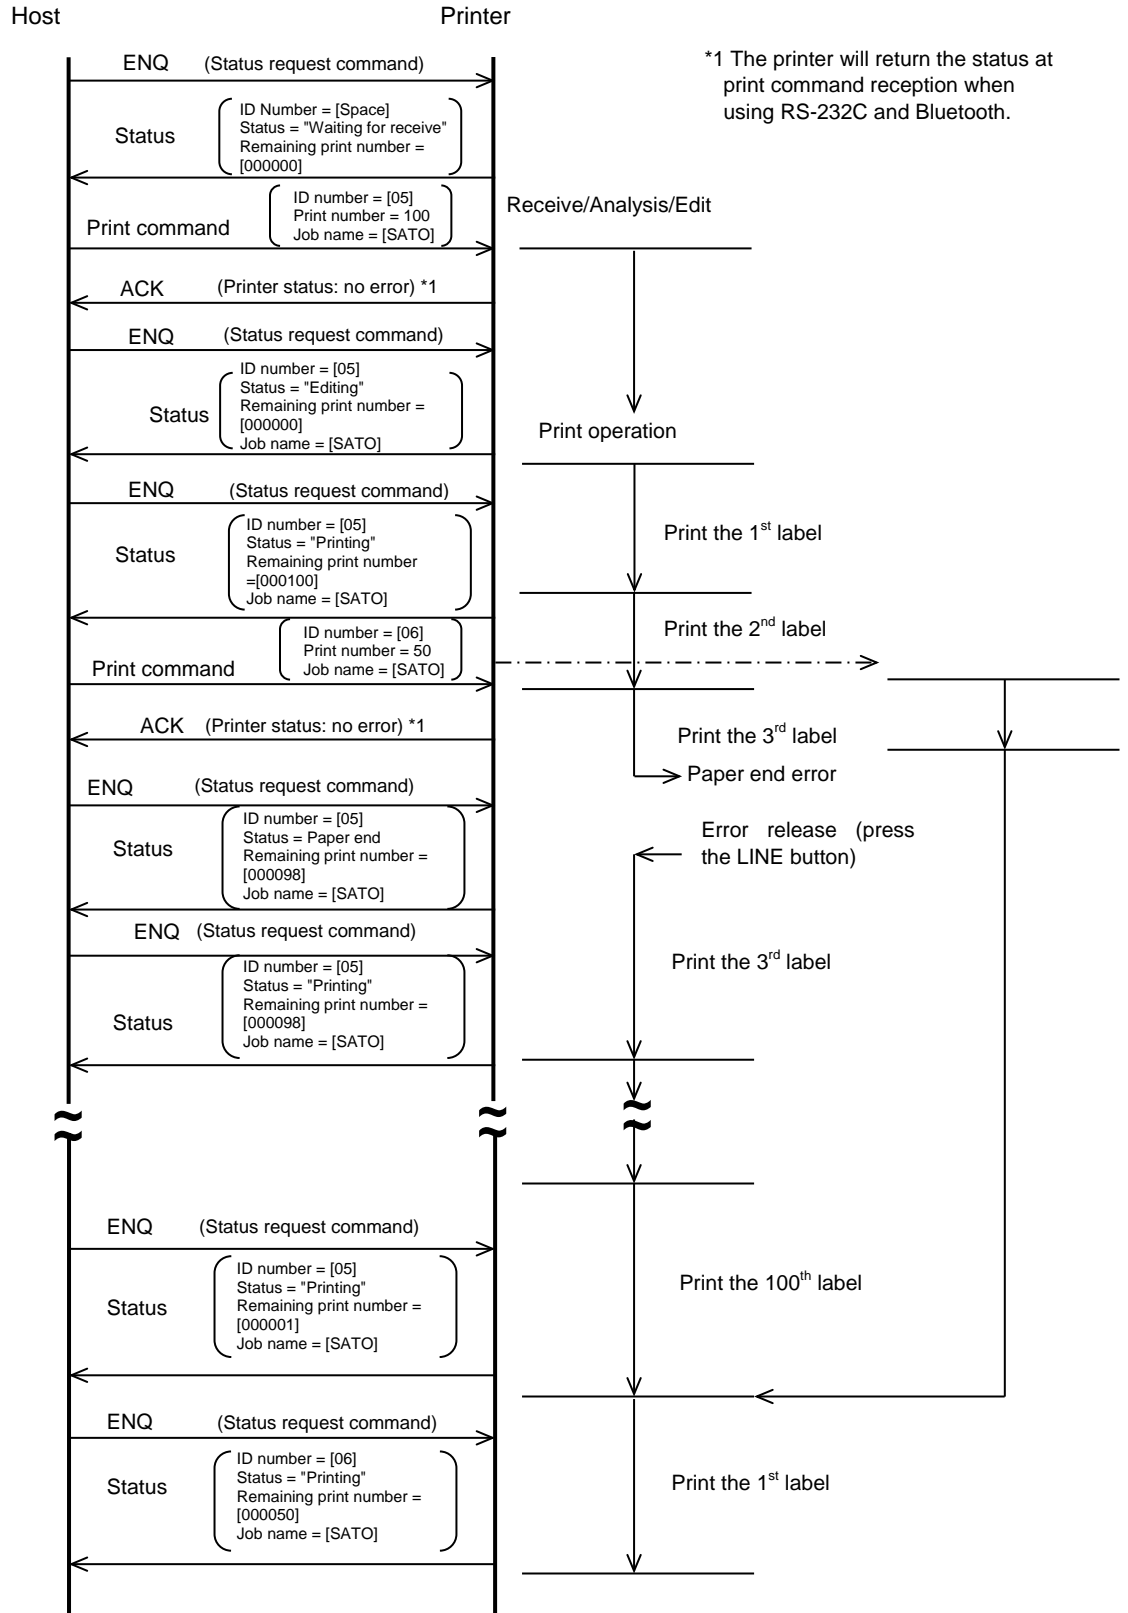 Host
Printer
ENQ (Status request command)
*1 The printer will return the status at
print command reception when
using RS-232C and Bluetooth.
Status
ID Number = [Space]
Status = "Waiting for receive"
Remaining print number =
[000000]
Print command
ID number = [05]
Print number = 100
Job name = [SATO]
Receive/Analysis/Edit
ACK (Printer status: no error) *1
ENQ (Status request command)
Status
ID number = [05]
Status = "Editing"
Remaining print number =
[000000]
Job name = [SATO]
Print operation
ENQ (Status request command)
Status
ID number = [05]
Status = "Printing"
Remaining print number
=[000100]
Job name = [SATO]
Print the 1st label
Print the 2nd label
Print command
ID number = [06]
Print number = 50
Job name = [SATO]
ACK (Printer status: no error) *1
Print the 3rd label
Paper end error
ENQ (Status request command)
Status
ID number = [05]
Status = Paper end
Remaining print number =
[000098]
Job name = [SATO]
Error release (press
the LINE button)
ENQ (Status request command)
Status
ID number = [05]
Status = "Printing"
Remaining print number =
[000098]
Job name = [SATO]
Print the 3rd label
ENQ (Status request command)
Status
ID number = [05]
Status = "Printing"
Remaining print number =
[000001]
Job name = [SATO]
Print the 100th label
ENQ (Status request command)
Status
ID number = [06]
Status = "Printing"
Remaining print number =
[000050]
Job name = [SATO]
Print the 1st label